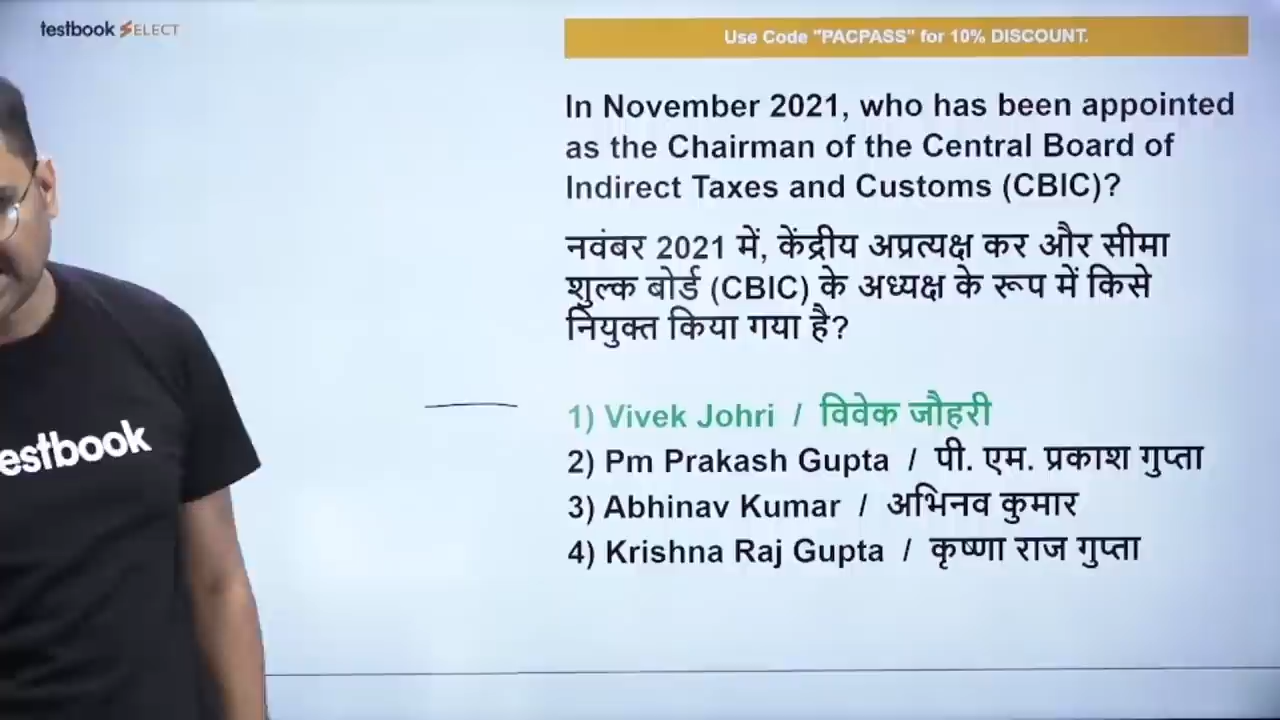 testbook SELECT
Use Code "PACPASS" for 10% DISCOUNT.
In November 2021, who has been appointed
as the Chairman of the Central Board of
Indirect Taxes and Customs (CBIC)?
नवंबर 2021 में, केंद्रीय अप्रत्यक्ष कर और सीमा
शुल्क बोर्ड (CBIC) के अध्यक्ष के रूप में किसे
नियुक्त किया गया है?
1) Vivek Johri / विवेक जौहरी
2) Pm Prakash Gupta / पी. एम. प्रकाश गुप्ता
3) Abhinav Kumar / अभिनव कुमार
4) Krishna Raj Gupta / कृष्णा राज गुप्ता
estbook